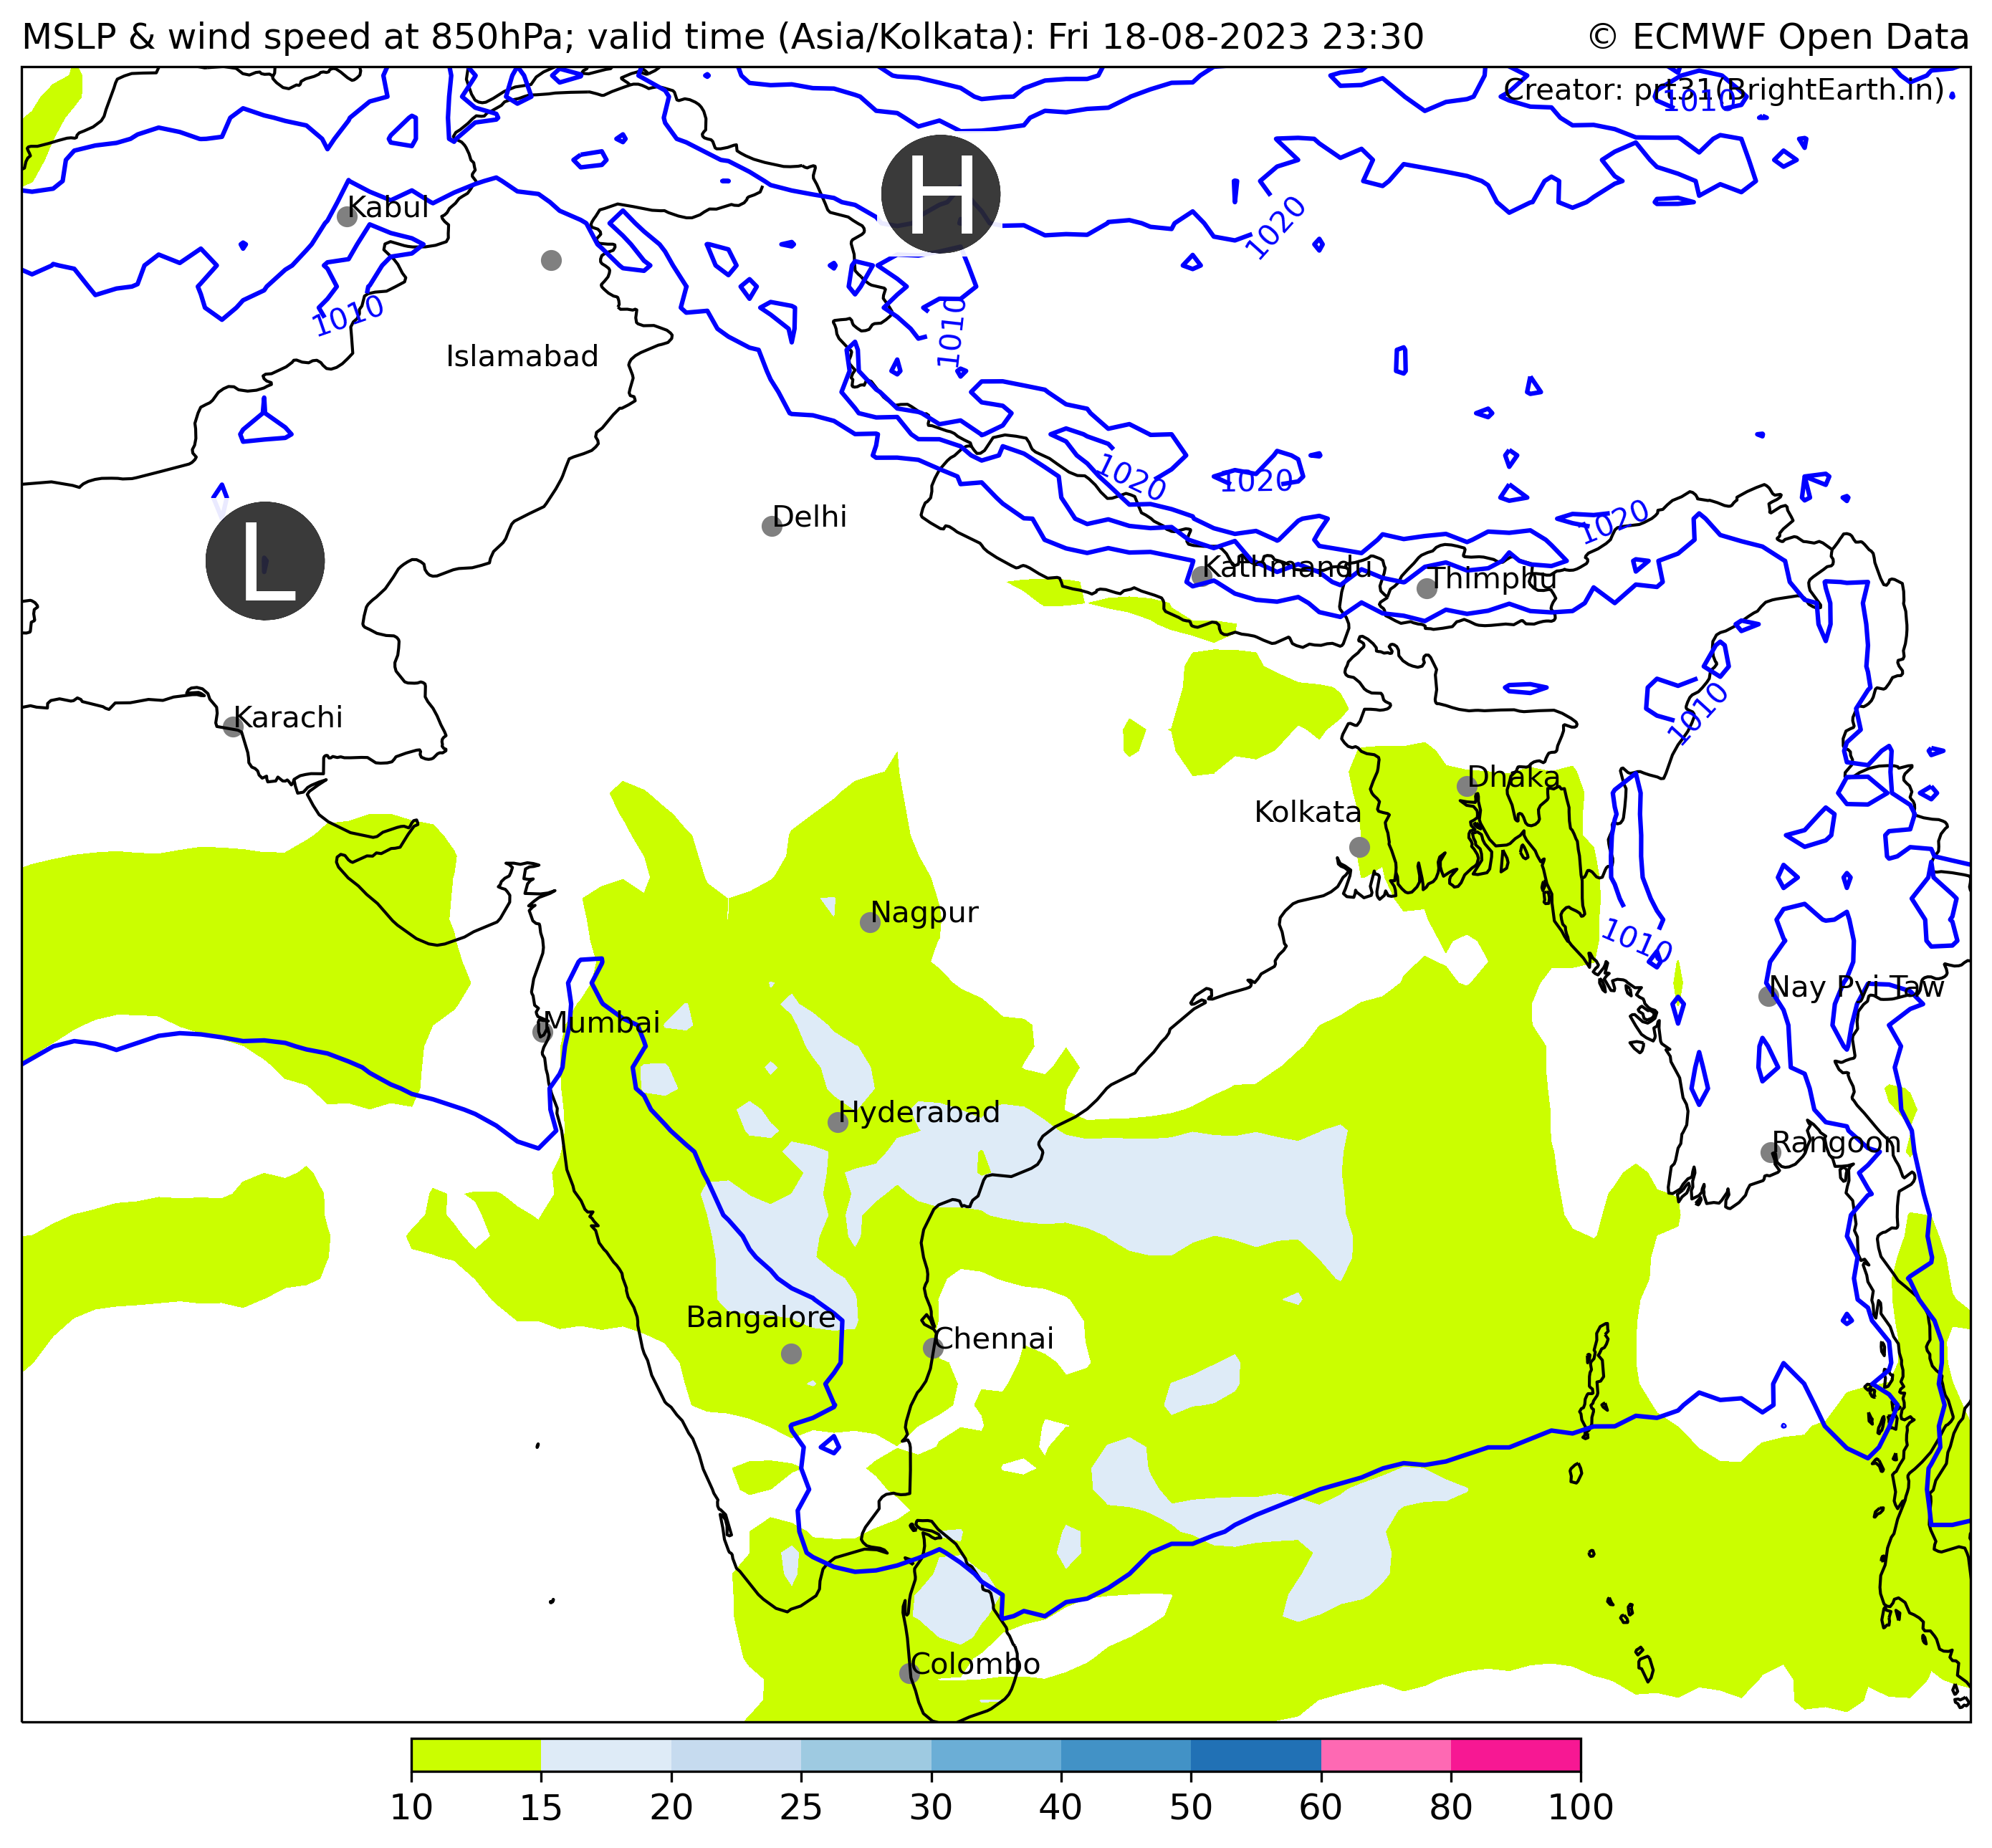 MSLP & wind speed at 850hPa; valid time (Asia/Kolkata): Fri 18-08-2023 23:30
© ECMWF Open Data
Creator: prt31(BrightEarth.in)
1010
H
Kabul
1020
1010
1010
Islamabad
1020
1020
Delhi
1020
L
Kathmandu
Thimphu
Karachi
1010
Dhaka
Kolkata
Nagpur
1010
Nay Pyi Taw
Mumbai
Hyderabad
Rangoon
Bangalore
Chennai
Colombo
10 15 20 25 30 40 50 60 80 100